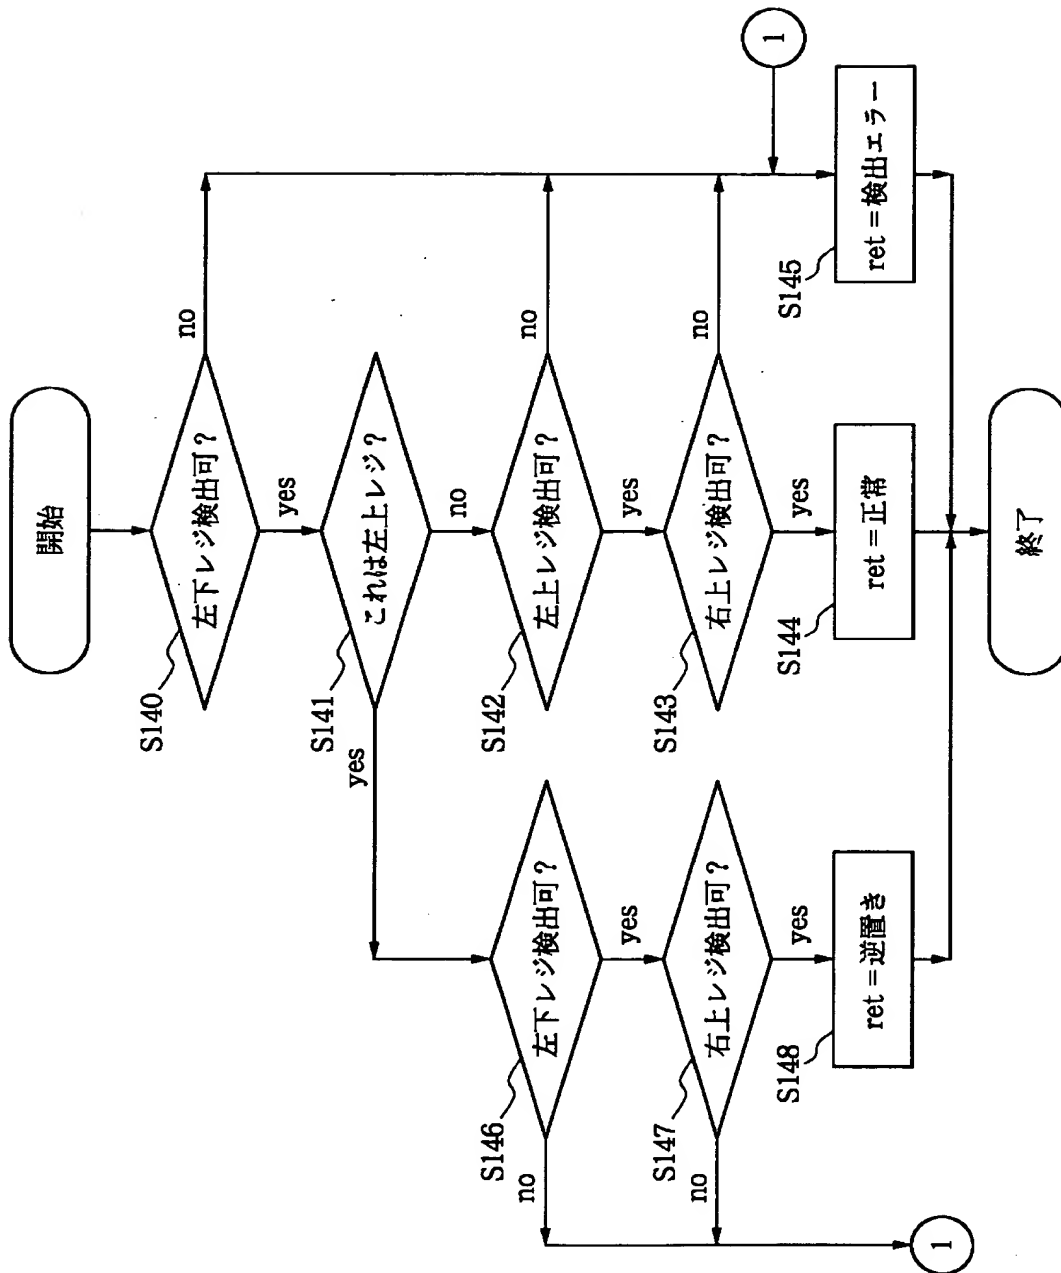 開始
S140
左下レジ検出可？
no
yes
S141
これは左上レジ？
yes
no
S142
左上レジ検出可？
no
yes
S143
右上レジ検出可？
no
yes
S146
左下レジ検出可？
no
yes
S147
右上レジ検出可？
no
yes
1
1
S148
ret＝逆置き
S144
ret＝正常
S145
ret＝検出エラー
終了